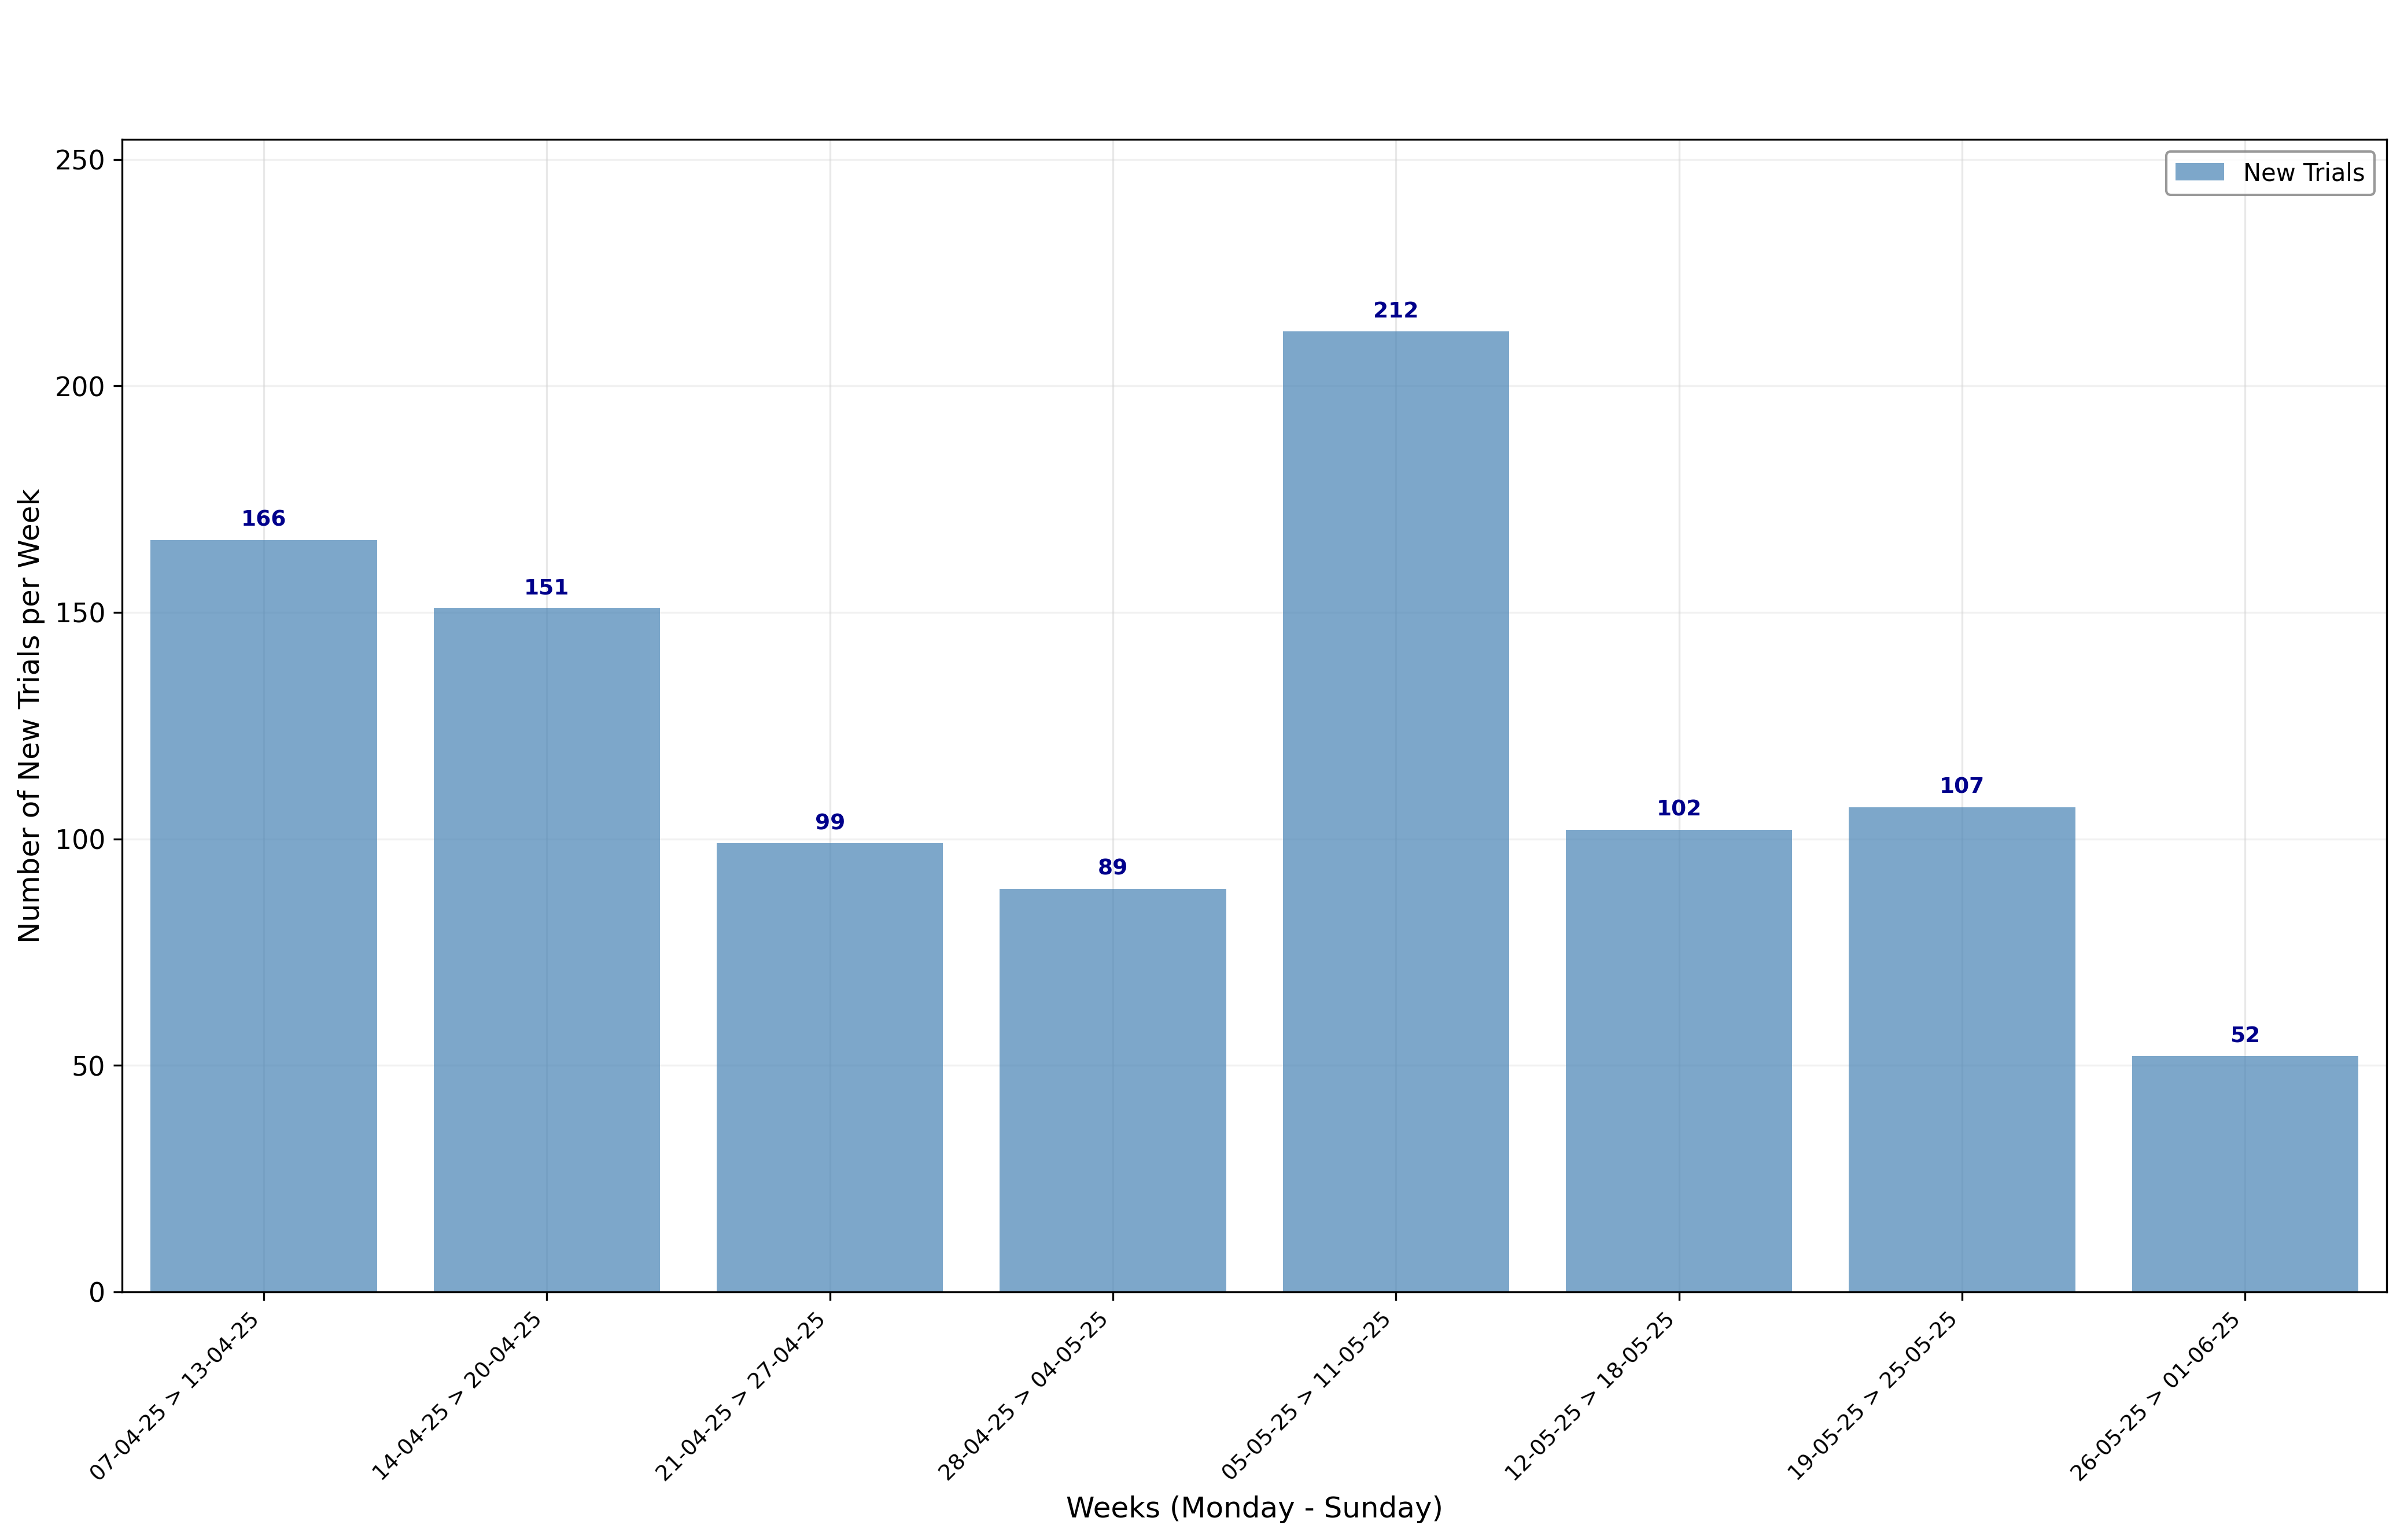 250
New Trials
212
200
166
151
150
107
102
99
100
89
52
50
0
Number of New Trials per Week
07-04-25 > 13-04-25
14-04-25 > 20-04-25
21-04-25 > 27-04-25
28-04-25 > 04-05-25
05-05-25 > 11-05-25
12-05-25 > 18-05-25
19-05-25 > 25-05-25
26-05-25 > 01-06-25
Weeks (Monday - Sunday)